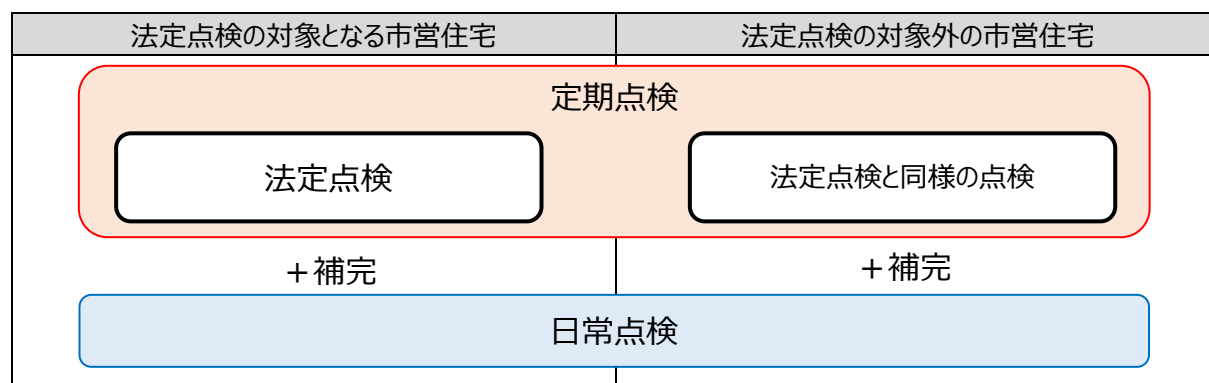 法定点検の対象となる市営住宅
法定点検の対象外の市営住宅
定期点検
法定点検
法定点検と同様の点検
+補完
+補完
日常点検